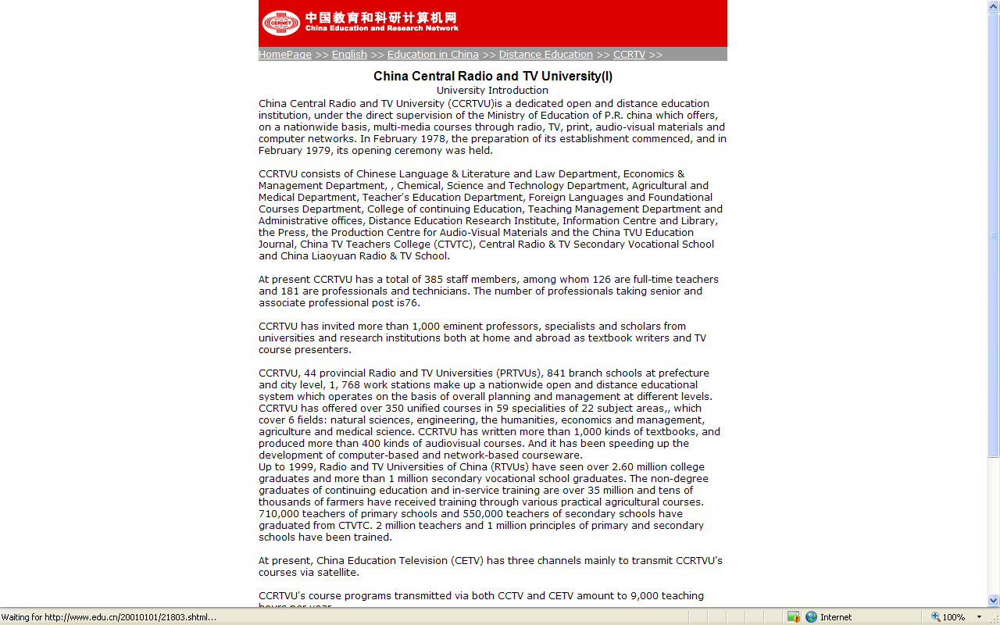 中国教育和科研计算机网
CERNET
China Education and Research Network
HomePage >> English >> Education in China >> Distance Education >> CCRTV >>
China Central Radio and TV University(I)
University Introduction
China Central Radio and TV University (CCRTVU)is a dedicated open and distance education
institution, under the direct supervision of the Ministry of Education of P.R. china which offers,
on a nationwide basis, multi-media courses through radio, TV, print, audio-visual materials and
computer networks. In February 1978, the preparation of its establishment commenced, and in
February 1979, its opening ceremony was held.
CCRTVU consists of Chinese Language & Literature and Law Department, Economics &
Management Department, , Chemical, Science and Technology Department, Agricultural and
Medical Department, Teacher's Education Department, Foreign Languages and Foundational
Courses Department, College of continuing Education, Teaching Management Department and
Administrative offices, Distance Education Research Institute, Information Centre and Library,
the Press, the Production Centre for Audio-Visual Materials and the China TVU Education
Journal, China TV Teachers College (CTVTC), Central Radio & TV Secondary Vocational School
and China Liaoyuan Radio & TV School.
At present CCRTVU has a total of 385 staff members, among whom 126 are full-time teachers
and 181 are professionals and technicians. The number of professionals taking senior and
associate professional post is76.
CCRTVU has invited more than 1,000 eminent professors, specialists and scholars from
universities and research institutions both at home and abroad as textbook writers and TV
course presenters.
CCRTVU, 44 provincial Radio and TV Universities (PRTVUs), 841 branch schools at prefecture
and city level, 1, 768 work stations make up a nationwide open and distance educational
system which operates on the basis of overall planning and management at different levels.
CCRTVU has offered over 350 unified courses in 59 specialities of 22 subject areas,, which
cover 6 fields: natural sciences, engineering, the humanities, economics and management,
agriculture and medical science. CCRTVU has written more than 1,000 kinds of textbooks, and
produced more than 400 kinds of audiovisual courses. And it has been speeding up the
development of computer-based and network-based courseware.
Up to 1999, Radio and TV Universities of China (RTVUs) have seen over 2.60 million college
graduates and more than 1 million secondary vocational school graduates. The non-degree
graduates of continuing education and in-service training are over 35 million and tens of
thousands of farmers have received training through various practical agricultural courses.
710,000 teachers of primary schools and 550,000 teachers of secondary schools have
graduated from CTVTC. 2 million teachers and 1 million principles of primary and secondary
schools have been trained.
At present, China Education Television (CETV) has three channels mainly to transmit CCRTVU's
courses via satellite.
CCRTVU's course programs transmitted via both CCTV and CETV amount to 9,000 teaching
hours per year.
Waiting for http://www.edu.cn/20010101/21803.shtml...
Internet
100%